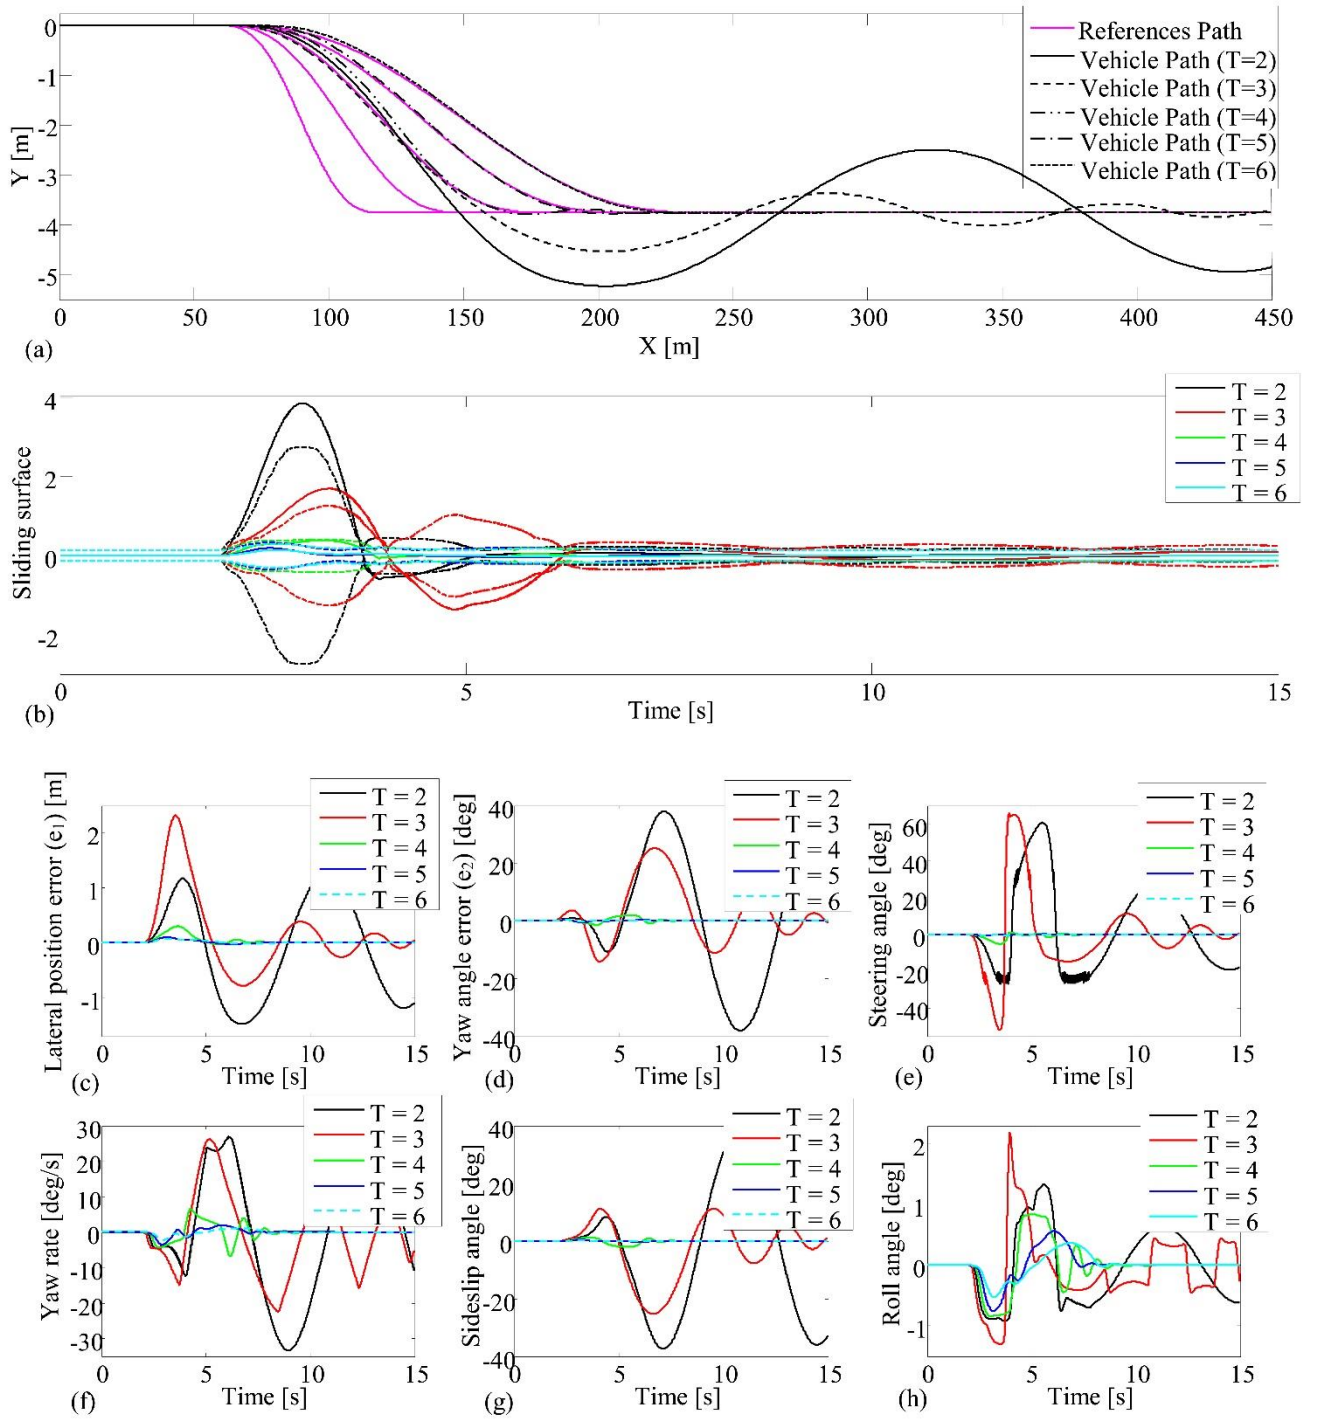 0
-1
-2
-3
-4
-5
Y [m]
References Path
Vehicle Path (T=2)
Vehicle Path (T=3)
Vehicle Path (T=4)
Vehicle Path (T=5)
Vehicle Path (T=6)
0 50 100 150 200 250 300 350 400 450
X [m]
(a)
4
2
0
-2
Sliding surface
T = 2
T = 3
T = 4
T = 5
T = 6
0 5 10 15
Time [s]
(b)
Lateral position error (e1) [m]
2
1
0
-1
T = 2
T = 3
T = 4
T = 5
T = 6
0 5 10 15
Time [s]
(c)
Yaw angle error (e2) [deg]
40
20
0
-20
-40
T = 2
T = 3
T = 4
T = 5
T = 6
0 5 10 15
Time [s]
(d)
Steering angle [deg]
60
40
20
0
-20
-40
T = 2
T = 3
T = 4
T = 5
T = 6
0 5 10 15
Time [s]
(e)
Yaw rate [deg/s]
30
20
10
0
-10
-20
-30
T = 2
T = 3
T = 4
T = 5
T = 6
0 5 10 15
Time [s]
(f)
Sideslip angle [deg]
40
20
0
-20
-40
T = 2
T = 3
T = 4
T = 5
T = 6
0 5 10 15
Time [s]
(g)
Roll angle [deg]
2
1
0
-1
T = 2
T = 3
T = 4
T = 5
T = 6
0 5 10 15
Time [s]
(h)